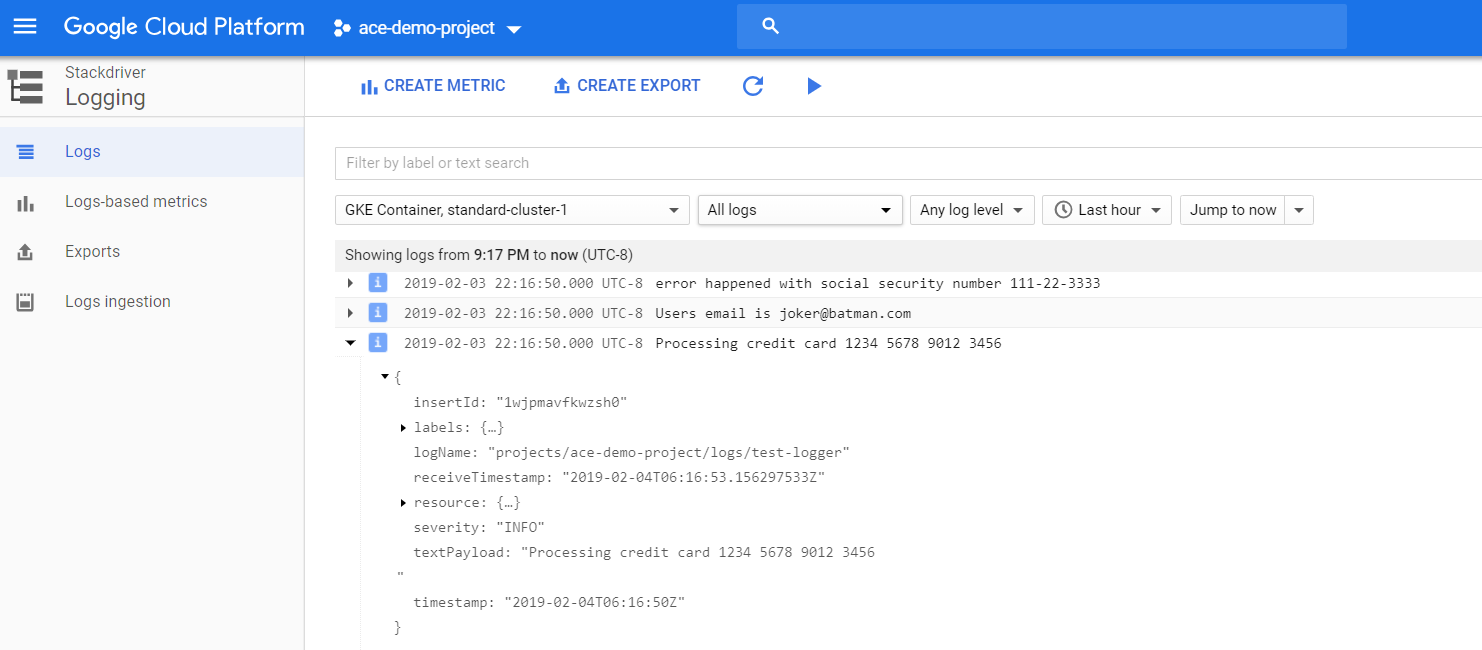 Google Cloud Platform ace-demo-project
Stackdriver
Logging
CREATE METRIC CREATE EXPORT
Logs
Logs-based metrics
Exports
Logs ingestion
Filter by label or text search
GKE Container, standard-cluster-1 All logs Any log level Last hour Jump to now
Showing logs from 9:17 PM to now (UTC-8)
i 2019-02-03 22:16:50.000 UTC-8 error happened with social security number 111-22-3333
i 2019-02-03 22:16:50.000 UTC-8 Users email is joker@batman.com
i 2019-02-03 22:16:50.000 UTC-8 Processing credit card 1234 5678 9012 3456
{
insertId: "1wjpmavfkwzsh0"
labels: {…}
logName: "projects/ace-demo-project/logs/test-logger"
receiveTimestamp: "2019-02-04T06:16:53.156297533Z"
resource: {…}
severity: "INFO"
textPayload: "Processing credit card 1234 5678 9012 3456
"
timestamp: "2019-02-04T06:16:50Z"
}